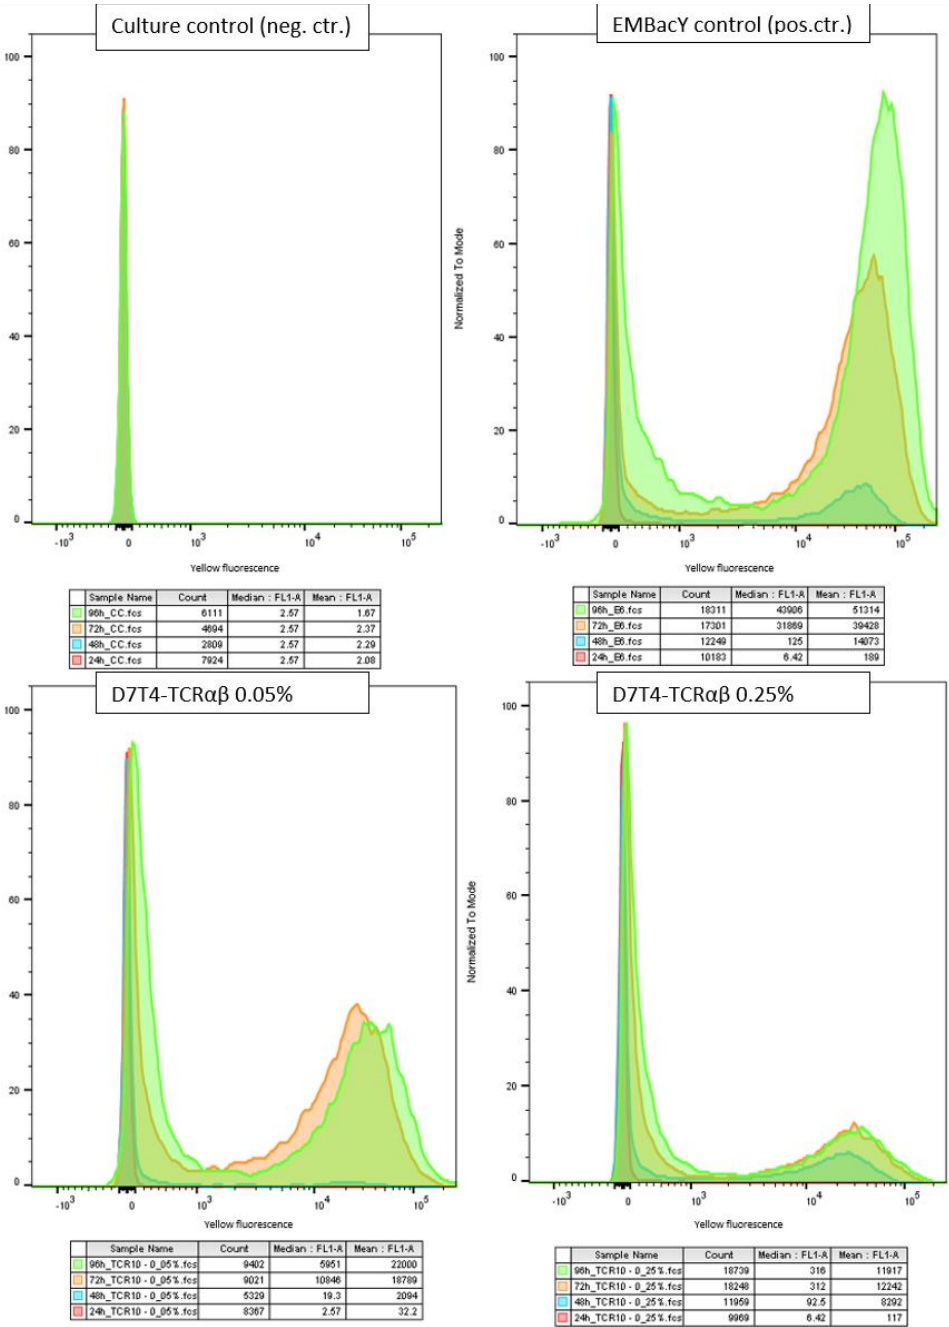 Culture control (neg. ctr.)
100
80
60
40
20
0
-10³ 0 10³ 10⁴ 10⁵
Yellow fluorescence
Sample Name Count Median : FL1-A Mean : FL1-A
96h_CC.fcs 6111 2.57 1.67
72h_CC.fcs 4694 2.57 2.37
48h_CC.fcs 2809 2.57 2.29
24h_CC.fcs 7924 2.57 2.08
EMBacY control (pos.ctr.)
Normalized To Mode
100
80
60
40
20
0
-10³ 0 10³ 10⁴ 10⁵
Yellow fluorescence
Sample Name Count Median : FL1-A Mean : FL1-A
96h_E6.fcs 18311 43906 51314
72h_E6.fcs 17301 31869 39428
48h_E6.fcs 12249 125 14073
24h_E6.fcs 10183 6.42 189
D7T4-TCRαβ 0.05%
100
80
60
40
20
0
-10³ 0 10³ 10⁴ 10⁵
Yellow fluorescence
Sample Name Count Median : FL1-A Mean : FL1-A
96h_TCR10 - 0_05%.fcs 9402 5951 22000
72h_TCR10 - 0_05%.fcs 9021 10846 18789
48h_TCR10 - 0_05%.fcs 5329 19.3 2094
24h_TCR10 - 0_05%.fcs 8367 2.57 32.2
D7T4-TCRαβ 0.25%
Normalized To Mode
100
80
60
40
20
0
-10³ 0 10³ 10⁴ 10⁵
Yellow fluorescence
Sample Name Count Median : FL1-A Mean : FL1-A
96h_TCR10 - 0_25%.fcs 18739 316 11917
72h_TCR10 - 0_25%.fcs 18248 312 12242
48h_TCR10 - 0_25%.fcs 11959 92.5 8292
24h_TCR10 - 0_25%.fcs 9969 6.42 117